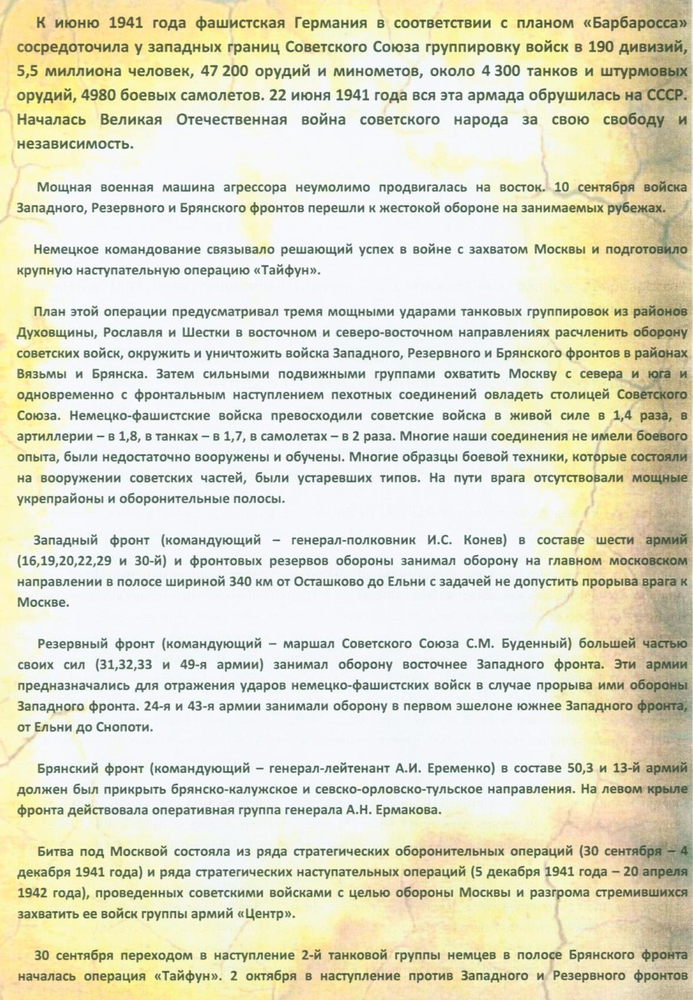 К июню 1941 года фашистская Германия в соответствии с планом «Барбаросса»
сосредоточила у западных границ Советского Союза группировку войск в 190 дивизий,
5,5 миллиона человек, 47 200 орудий и минометов, около 4 300 танков и штурмовых
орудий, 4980 боевых самолетов. 22 июня 1941 года вся эта армада обрушилась на СССР.
Началась Великая Отечественная война советского народа за свою свободу и
независимость.
Мощная военная машина агрессора неумолимо продвигалась на восток. 10 сентября войска
Западного, Резервного и Брянского фронтов перешли к жестокой обороне на занимаемых рубежах.
Немецкое командование связывало решающий успех в войне с захватом Москвы и подготовило
крупную наступательную операцию «Тайфун».
План этой операции предусматривал тремя мощными ударами танковых группировок из районов
Духовщины, Рославля и Шестки в восточном и северо-восточном направлениях расчленить оборону
советских войск, окружить и уничтожить войска Западного, Резервного и Брянского фронтов в районах
Вязьмы и Брянска. Затем сильными подвижными группами охватить Москву с севера и юга и
одновременно с фронтальным наступлением пехотных соединений овладеть столицей Советского
Союза. Немецко-фашистские войска превосходили советские войска в живой силе в 1,4 раза, в
артиллерии – в 1,8, в танках – в 1,7, в самолетах – в 2 раза. Многие наши соединения не имели боевого
опыта, были недостаточно вооружены и обучены. Многие образцы боевой техники, которые состояли
на вооружении советских частей, были устаревших типов. На пути врага отсутствовали мощные
укрепрайоны и оборонительные полосы.
Западный фронт (командующий – генерал-полковник И.С. Конев) в составе шести армий
(16,19,20,22,29 и 30-й) и фронтовых резервов обороны занимал оборону на главном московском
направлении в полосе шириной 340 км от Осташково до Ельни с задачей не допустить прорыва врага к
Москве.
Резервный фронт (командующий – маршал Советского Союза С.М. Буденный) большей частью
своих сил (31,32,33 и 49-я армии) занимал оборону восточнее Западного фронта. Эти армии
предназначались для отражения ударов немецко-фашистских войск в случае прорыва ими обороны
Западного фронта. 24-я и 43-я армии занимали оборону в первом эшелоне южнее Западного фронта,
от Ельни до Снопоти.
Брянский фронт (командующий – генерал-лейтенант А.И. Еременко) в составе 50,3 и 13-й армий
должен был прикрыть брянско-калужское и севско-орловско-тульское направления. На левом крыле
фронта действовала оперативная группа генерала А.Н. Ермакова.
Битва под Москвой состояла из ряда стратегических оборонительных операций (30 сентября – 4
декабря 1941 года) и ряда стратегических наступательных операций (5 декабря 1941 года – 20 апреля
1942 года), проведенных советскими войсками с целью обороны Москвы и разгрома стремившихся
захватить ее войск группы армий «Центр».
30 сентября переходом в наступление 2-й танковой группы немцев в полосе Брянского фронта
началась операция «Тайфун». 2 октября в наступление против Западного и Резервного фронтов